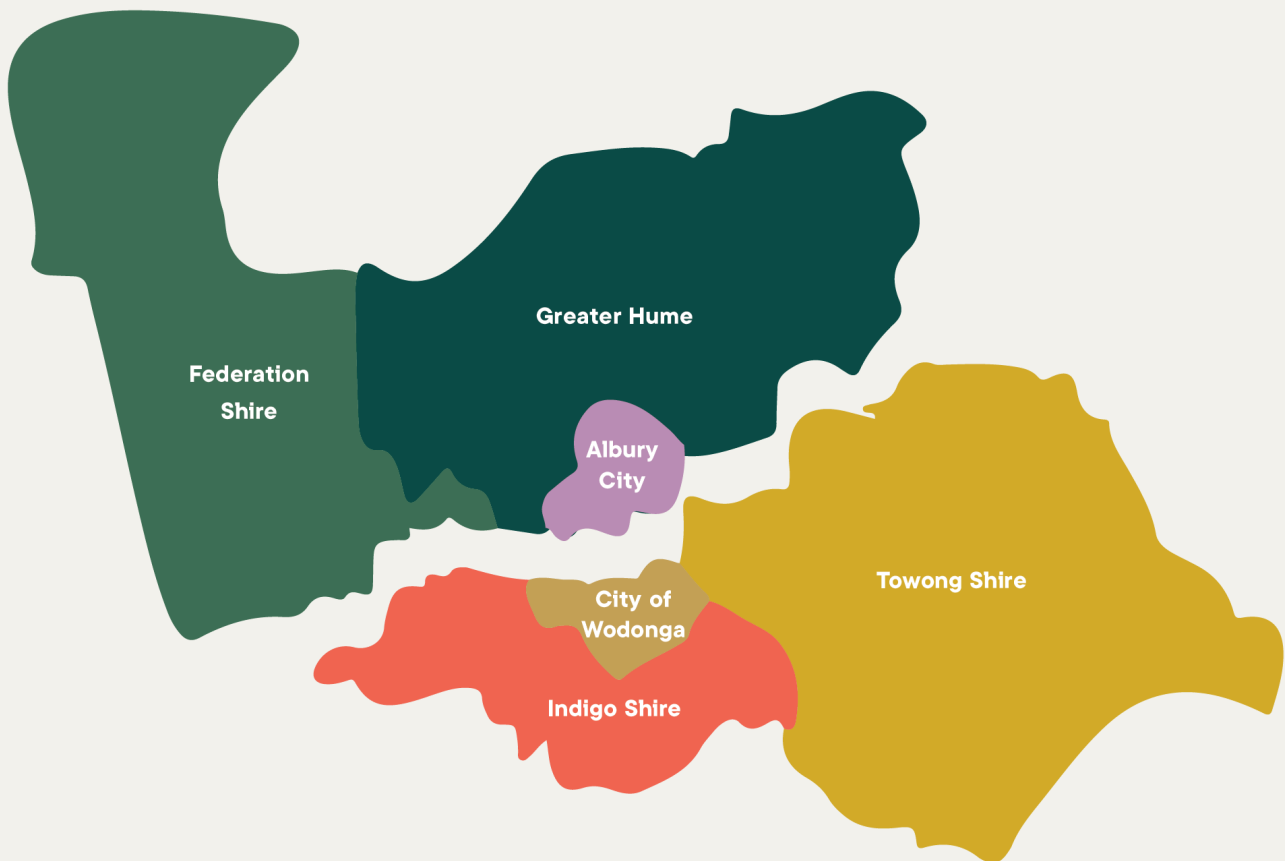 Greater Hume
Federation
Shire
Albury
City
Towong Shire
City of
Wodonga
Indigo Shire